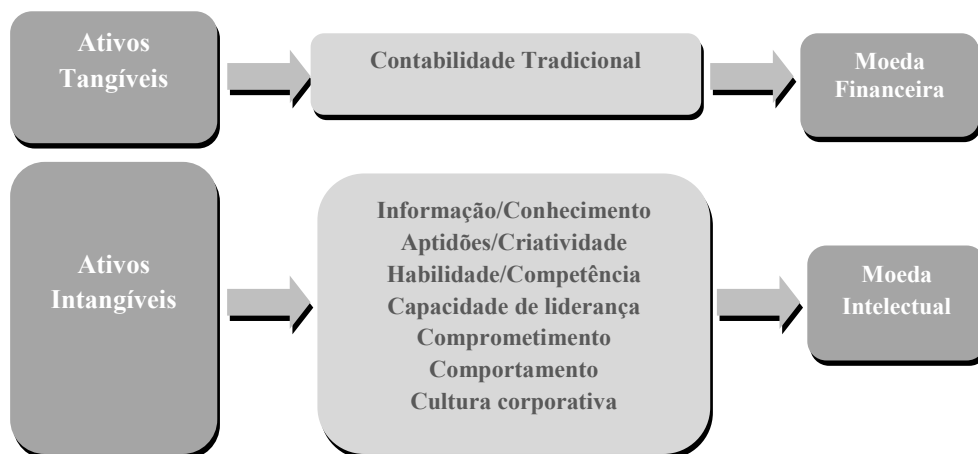 Ativos
Tangíveis
Contabilidade Tradicional
Moeda
Financeira
Ativos
Intangíveis
Informação/Conhecimento
Aptidões/Criatividade
Habilidade/Competência
Capacidade de liderança
Comprometimento
Comportamento
Cultura corporativa
Moeda
Intelectual